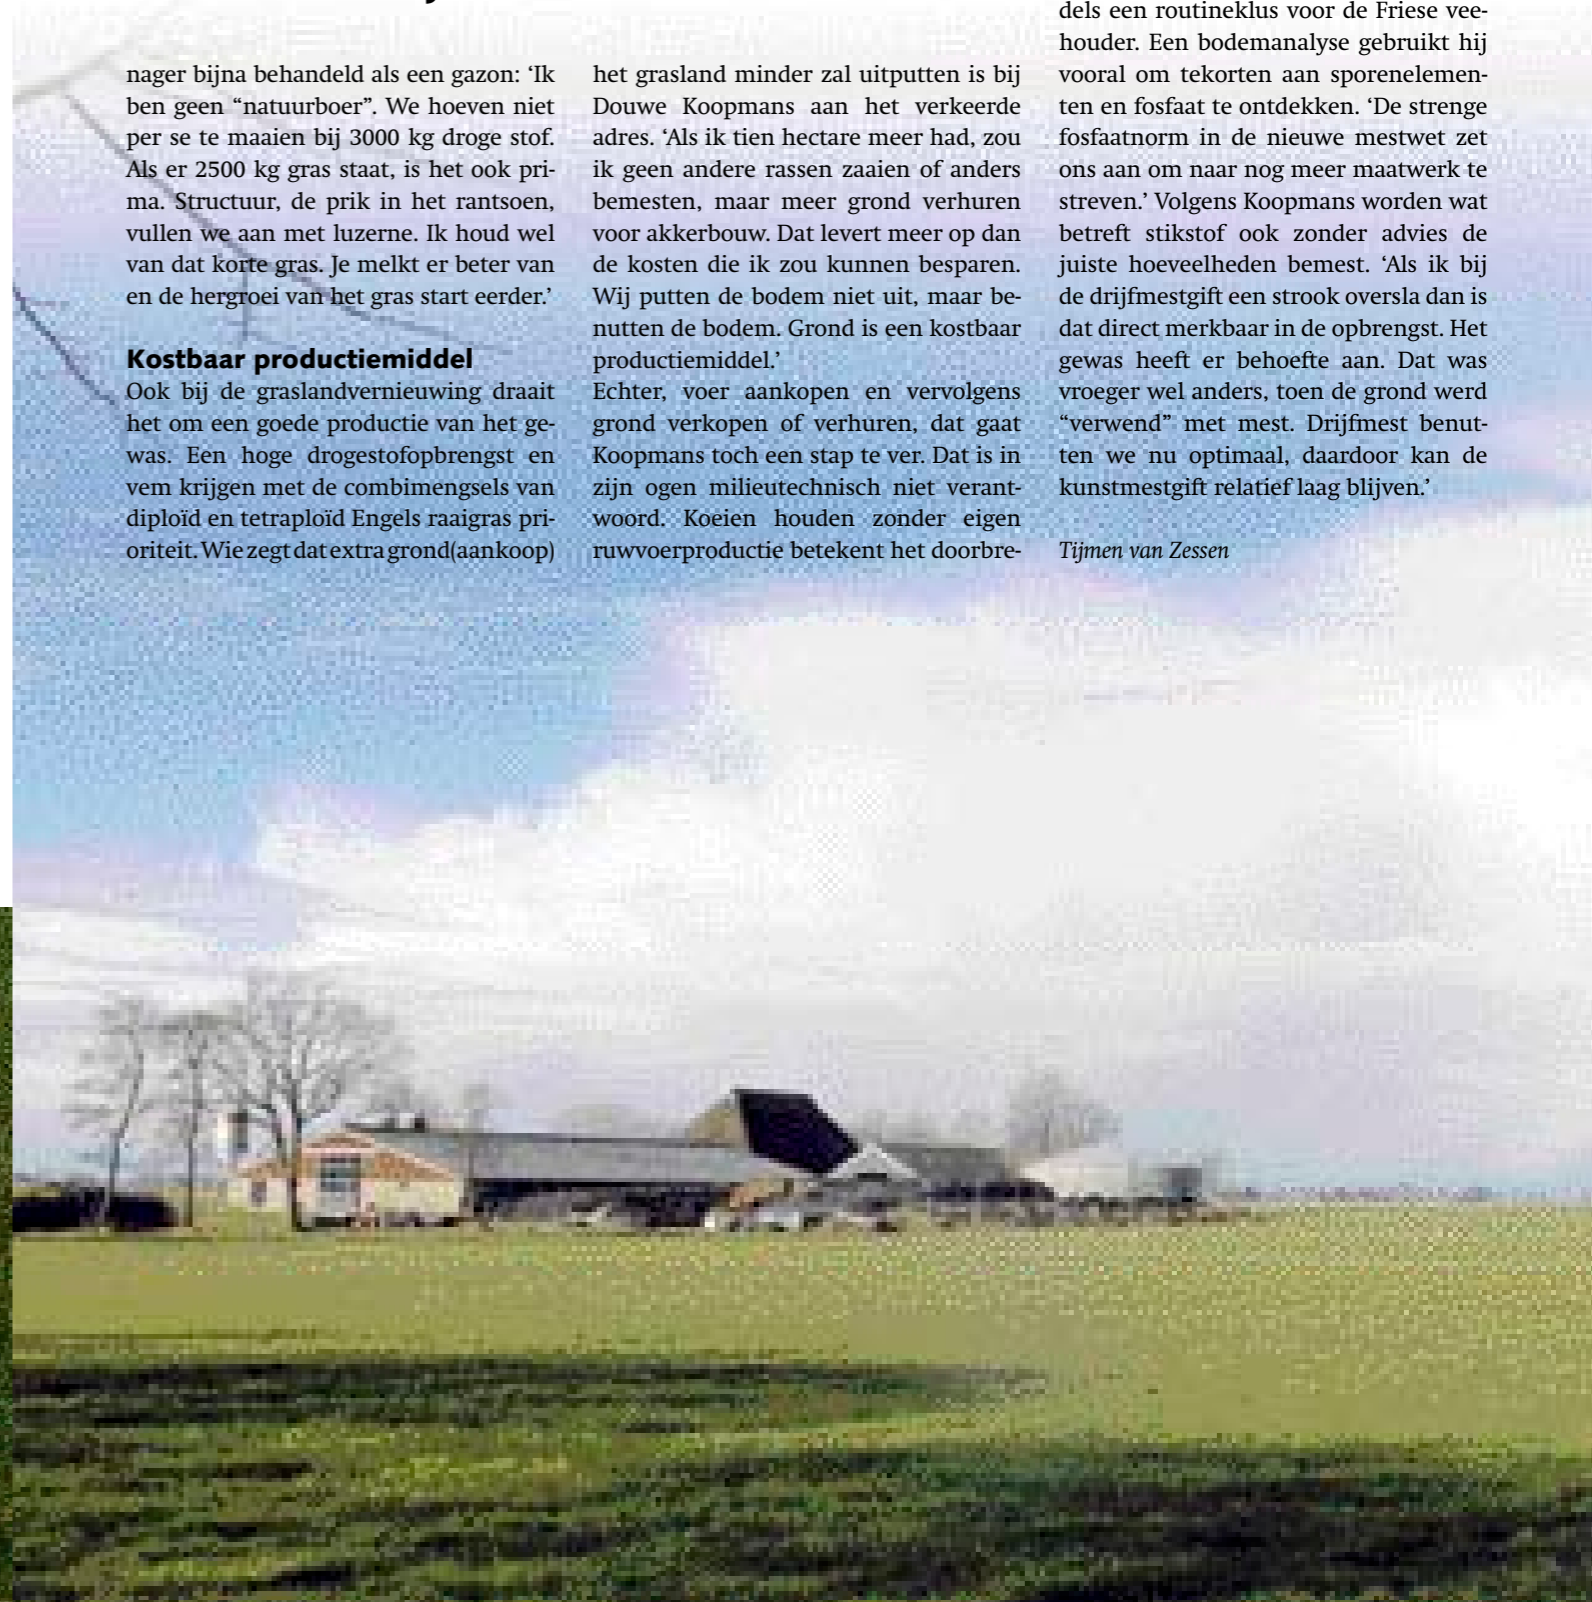 nager bijna behandeld als een gazon: ‘Ik
ben geen “natuurboer”. We hoeven niet
per se te maaien bij 3000 kg droge stof.
Als er 2500 kg gras staat, is het ook pri-
ma. Structuur, de prik in het rantsoen,
vullen we aan met luzerne. Ik houd wel
van dat korte gras. Je melkt er beter van
en de hergroei van het gras start eerder.’
Kostbaar productiemiddel
Ook bij de graslandvernieuwing draait
het om een goede productie van het ge-
was. Een hoge drogestofopbrengst en
vem krijgen met de combimengsels van
diploïd en tetraploïd Engels raaigras pri-
oriteit. Wie zegt dat extra grond(aankoop)
het grasland minder zal uitputten is bij
Douwe Koopmans aan het verkeerde
adres. ‘Als ik tien hectare meer had, zou
ik geen andere rassen zaaien of anders
bemesten, maar meer grond verhuren
voor akkerbouw. Dat levert meer op dan
de kosten die ik zou kunnen besparen.
Wij putten de bodem niet uit, maar be-
nutten de bodem. Grond is een kostbaar
productiemiddel.’
Echter, voer aankopen en vervolgens
grond verkopen of verhuren, dat gaat
Koopmans toch een stap te ver. Dat is in
zijn ogen milieutechnisch niet verant-
woord. Koeien houden zonder eigen
ruwvoerproductie betekent het doorbre-
dels een routineklus voor de Friese vee-
houder. Een bodemanalyse gebruikt hij
vooral om tekorten aan sporenelemen-
ten en fosfaat te ontdekken. ‘De strenge
fosfaatnorm in de nieuwe mestwet zet
ons aan om naar nog meer maatwerk te
streven.’ Volgens Koopmans worden wat
betreft stikstof ook zonder advies de
juiste hoeveelheden bemest. ‘Als ik bij
de drijfmestgift een strook oversla dan is
dat direct merkbaar in de opbrengst. Het
gewas heeft er behoefte aan. Dat was
vroeger wel anders, toen de grond werd
“verwend” met mest. Drijfmest benut-
ten we nu optimaal, daardoor kan de
kunstmestgift relatief laag blijven.’
Tijmen van Zessen